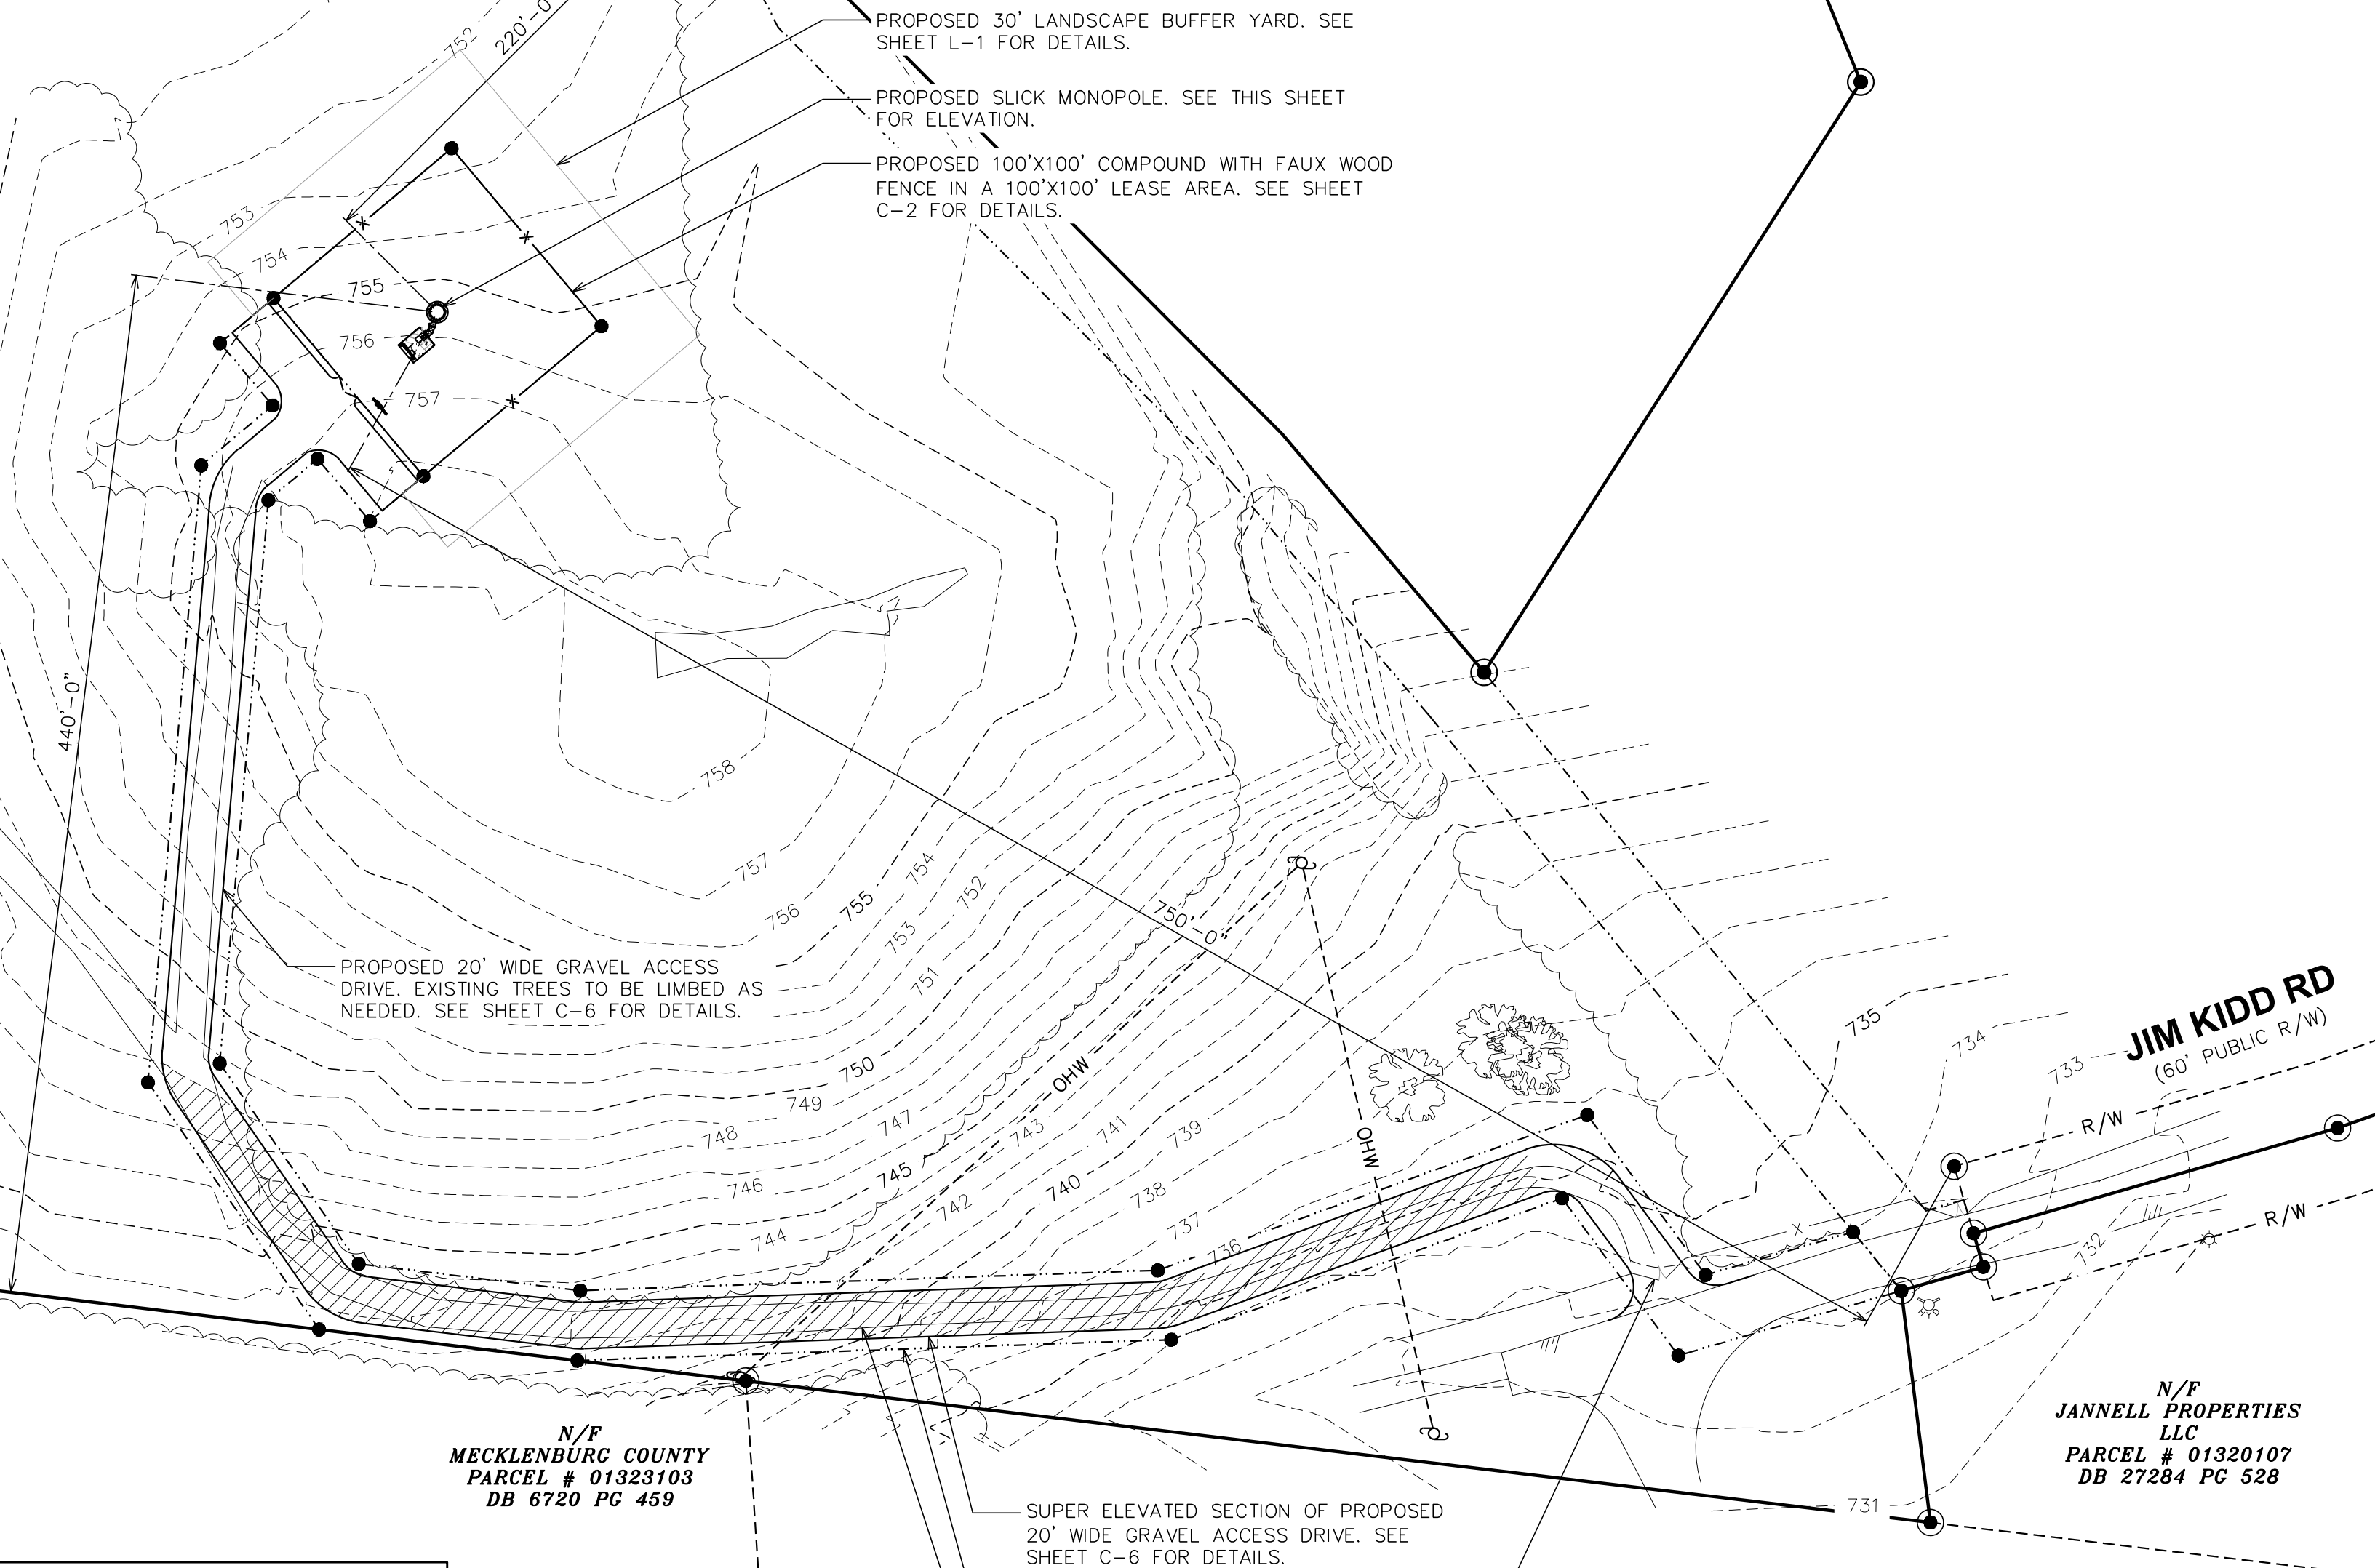 PROPOSED 30' LANDSCAPE BUFFER YARD. SEE
SHEET L-1 FOR DETAILS.
PROPOSED SLICK MONOPOLE. SEE THIS SHEET
FOR ELEVATION.
PROPOSED 100'X100' COMPOUND WITH FAUX WOOD
FENCE IN A 100'X100' LEASE AREA. SEE SHEET
C-2 FOR DETAILS.
752
220'-0
753
754
755
756
757
440'-0"
758
757
756
755
754
753
752
751
750'-0"
PROPOSED 20' WIDE GRAVEL ACCESS
DRIVE. EXISTING TREES TO BE LIMBED AS
NEEDED. SEE SHEET C-6 FOR DETAILS.
750
749
748
747
746
745
744
743
742
741
740
739
738
737
736
OHW
OHW
735
734
733
732
731
JIM KIDD RD
(60' PUBLIC R/W)
R/W
R/W
X
X
X
X
N/F
MECKLENBURG COUNTY
PARCEL # 01323103
DB 6720 PG 459
N/F
JANNELL PROPERTIES
LLC
PARCEL # 01320107
DB 27284 PG 528
SUPER ELEVATED SECTION OF PROPOSED
20' WIDE GRAVEL ACCESS DRIVE. SEE
SHEET C-6 FOR DETAILS.